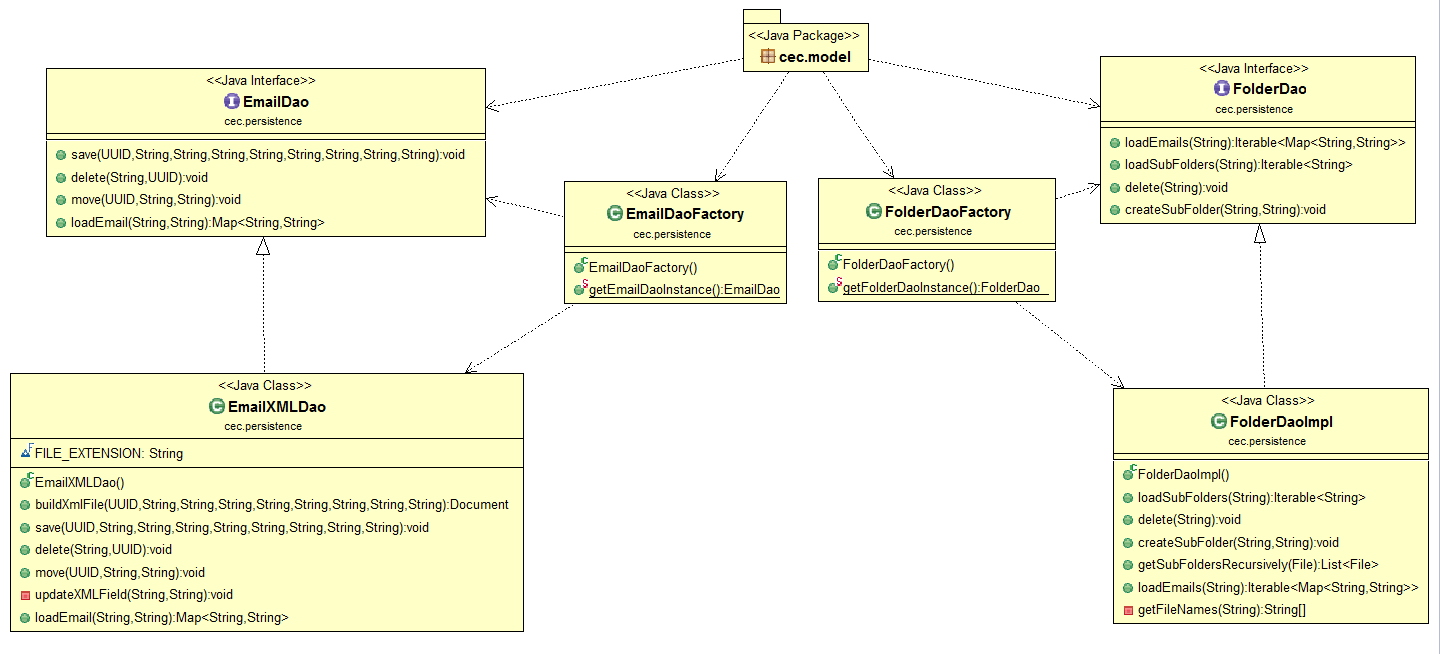 <<Java Package>>
cec.model
<<Java Interface>>
EmailDao
cec.persistence
save(UUID,String,String,String,String,String,String,String,String):void
delete(String,UUID):void
move(UUID,String,String):void
loadEmail(String,String):Map<String,String>
<<Java Interface>>
FolderDao
cec.persistence
loadEmails(String):Iterable<Map<String,String>>
loadSubFolders(String):Iterable<String>
delete(String):void
createSubFolder(String,String):void
<<Java Class>>
EmailDaoFactory
cec.persistence
EmailDaoFactory()
getEmailDaoInstance():EmailDao
<<Java Class>>
FolderDaoFactory
cec.persistence
FolderDaoFactory()
getFolderDaoInstance():FolderDao
<<Java Class>>
EmailXMLDao
cec.persistence
FILE_EXTENSION: String
EmailXMLDao()
buildXmlFile(UUID,String,String,String,String,String,String,String,String):Document
save(UUID,String,String,String,String,String,String,String,String):void
delete(String,UUID):void
move(UUID,String,String):void
updateXMLField(String,String):void
loadEmail(String,String):Map<String,String>
<<Java Class>>
FolderDaoImpl
cec.persistence
FolderDaoImpl()
loadSubFolders(String):Iterable<String>
delete(String):void
createSubFolder(String,String):void
getSubFoldersRecursively(File):List<File>
loadEmails(String):Iterable<Map<String,String>>
getFileNames(String):String[]